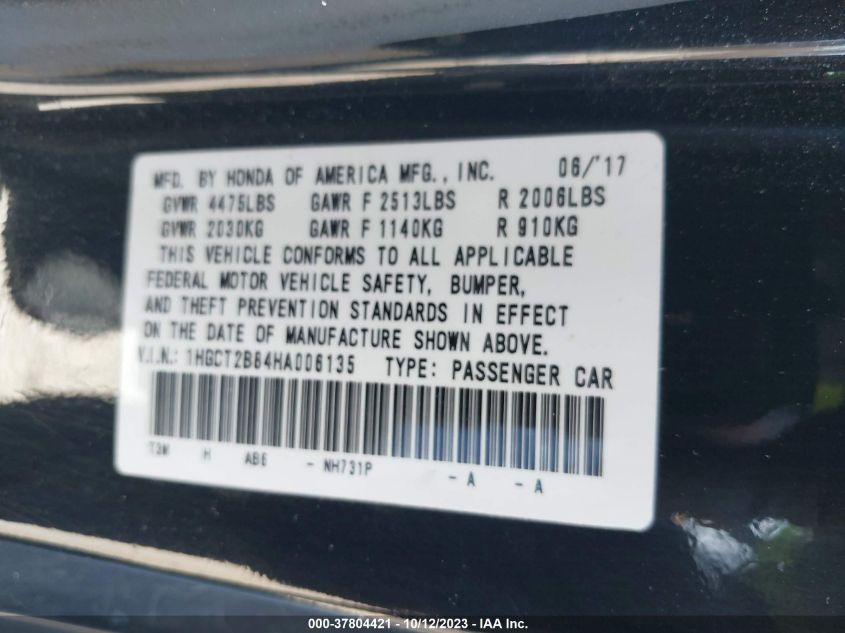 MFD. BY HONDA OF AMERICA MFG., INC. 06/'17
GVWR 4475LBS GAWR F 2513LBS R 2006LBS
GVWR 2030KG GAWR F 1140KG R 910KG
THIS VEHICLE CONFORMS TO ALL APPLICABLE
FEDERAL MOTOR VEHICLE SAFETY, BUMPER,
AND THEFT PREVENTION STANDARDS IN EFFECT
ON THE DATE OF MANUFACTURE SHOWN ABOVE.
V.I.N.: 1HGCT2B84HA006135 TYPE: PASSENGER CAR
T3M H AB6 - NH731P - A - A
000-37804421 - 10/12/2023 - IAA Inc.